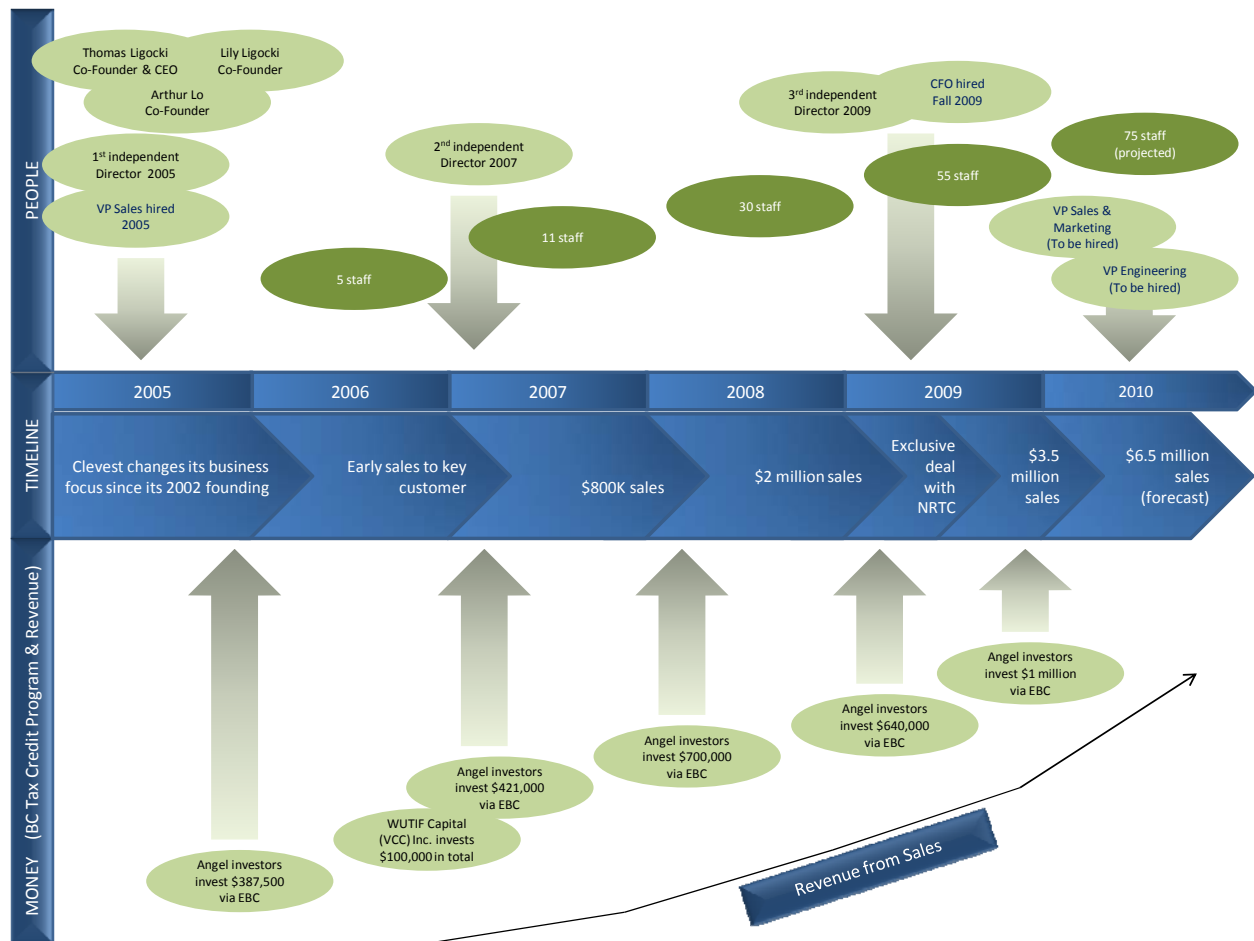 PEOPLE
Thomas Ligocki
Co-Founder & CEO
Lily Ligocki
Co-Founder
Arthur Lo
Co-Founder
1st independent
Director 2005
VP Sales hired
2005
5 staff
2nd independent
Director 2007
11 staff
30 staff
3rd independent
Director 2009
CFO hired
Fall 2009
55 staff
75 staff
(projected)
VP Sales &
Marketing
(To be hired)
VP Engineering
(To be hired)
TIMELINE
2005
2006
2007
2008
2009
2010
Clevest changes its business
focus since its 2002 founding
Early sales to key
customer
$800K sales
$2 million sales
Exclusive
deal with
NRTC
$3.5
million
sales
$6.5 million
sales
(forecast)
MONEY (BC Tax Credit Program & Revenue)
Angel investors
invest $387,500
via EBC
WUTIF Capital
(VCC) Inc. invests
$100,000 in total
Angel investors
invest $421,000
via EBC
Angel investors
invest $700,000
via EBC
Angel investors
invest $640,000
via EBC
Angel investors
invest $1 million
via EBC
Revenue from Sales